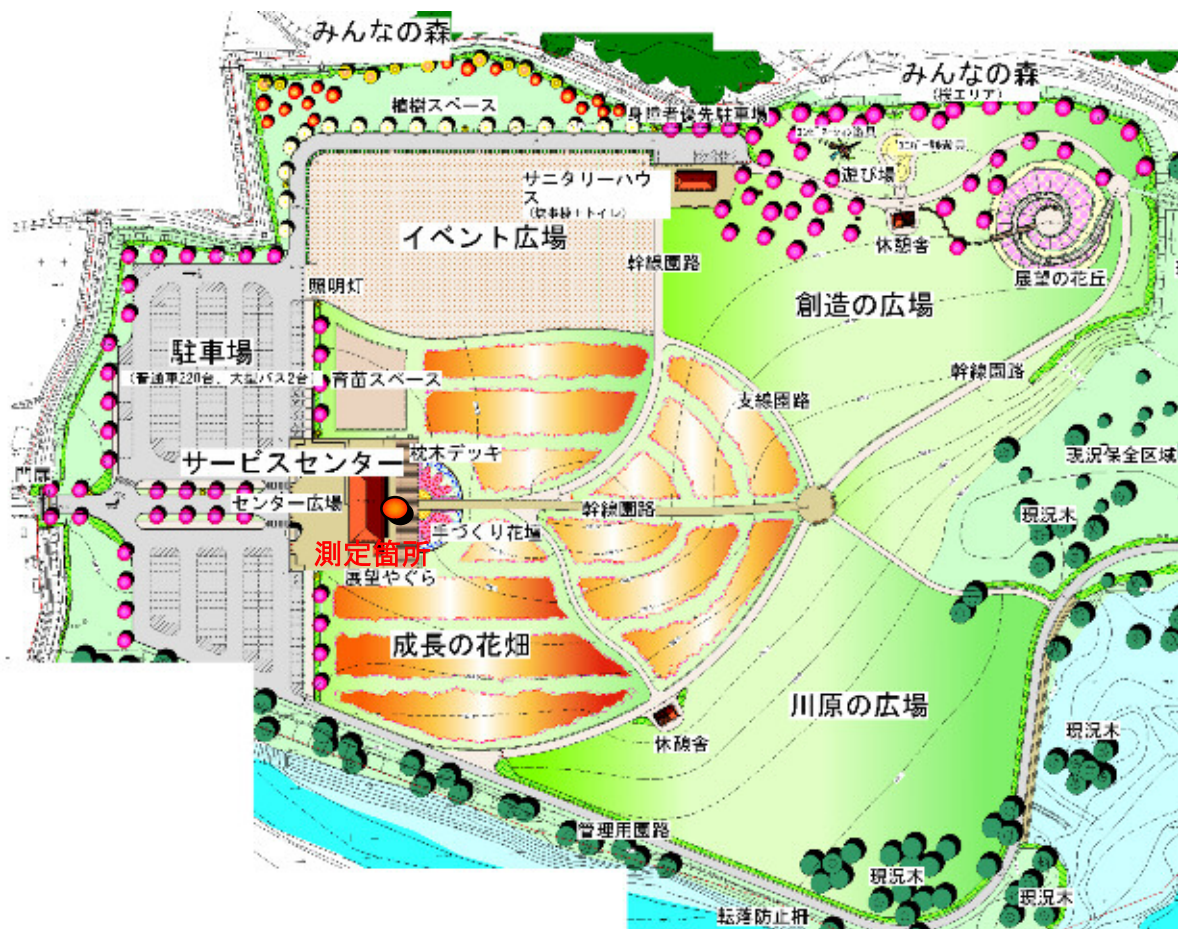 みんなの森
みんなの森
(桜エリア)
植樹スペース
身障者優先駐車場
サニタリーハウ
ス
遊び場
イベント広場
休憩舎
幹線園路
展望の花丘
照明灯
創造の広場
駐車場
(普通車220台、大型バス2台)
育苗スペース
幹線園路
支線園路
枕木デッキ
現況保全区域
サービスセンター
センター広場
幹線園路
現況木
手づくり花壇
測定箇所
展望やぐら
成長の花畑
川原の広場
現況木
休憩舎
管理用園路
現況木
現況木
転落防止柵